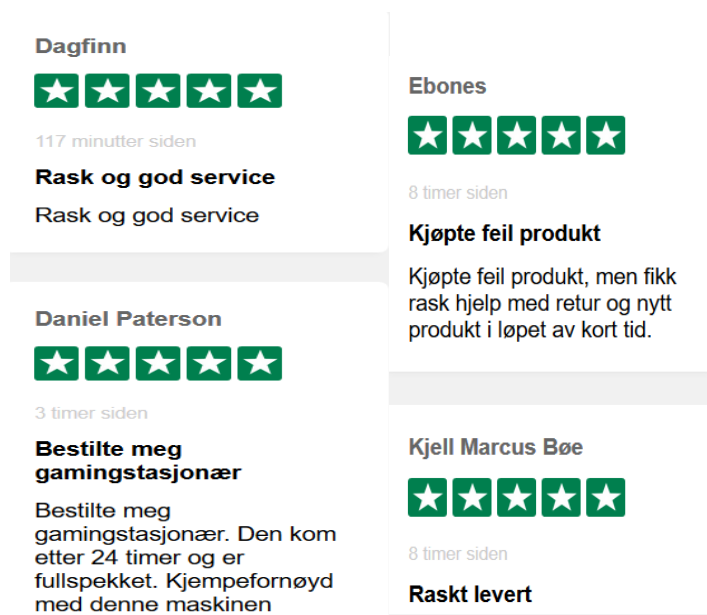 Dagfinn
117 minutter siden
Rask og god service
Rask og god service
Daniel Paterson
3 timer siden
Bestilte meg
gamingstasjonær
Bestilte meg
gamingstasjonær. Den kom
etter 24 timer og er
fullspekket. Kjempefornøyd
med denne maskinen
Ebones
8 timer siden
Kjøpte feil produkt
Kjøpte feil produkt, men fikk
rask hjelp med retur og nytt
produkt i løpet av kort tid.
Kjell Marcus Bøe
8 timer siden
Raskt levert